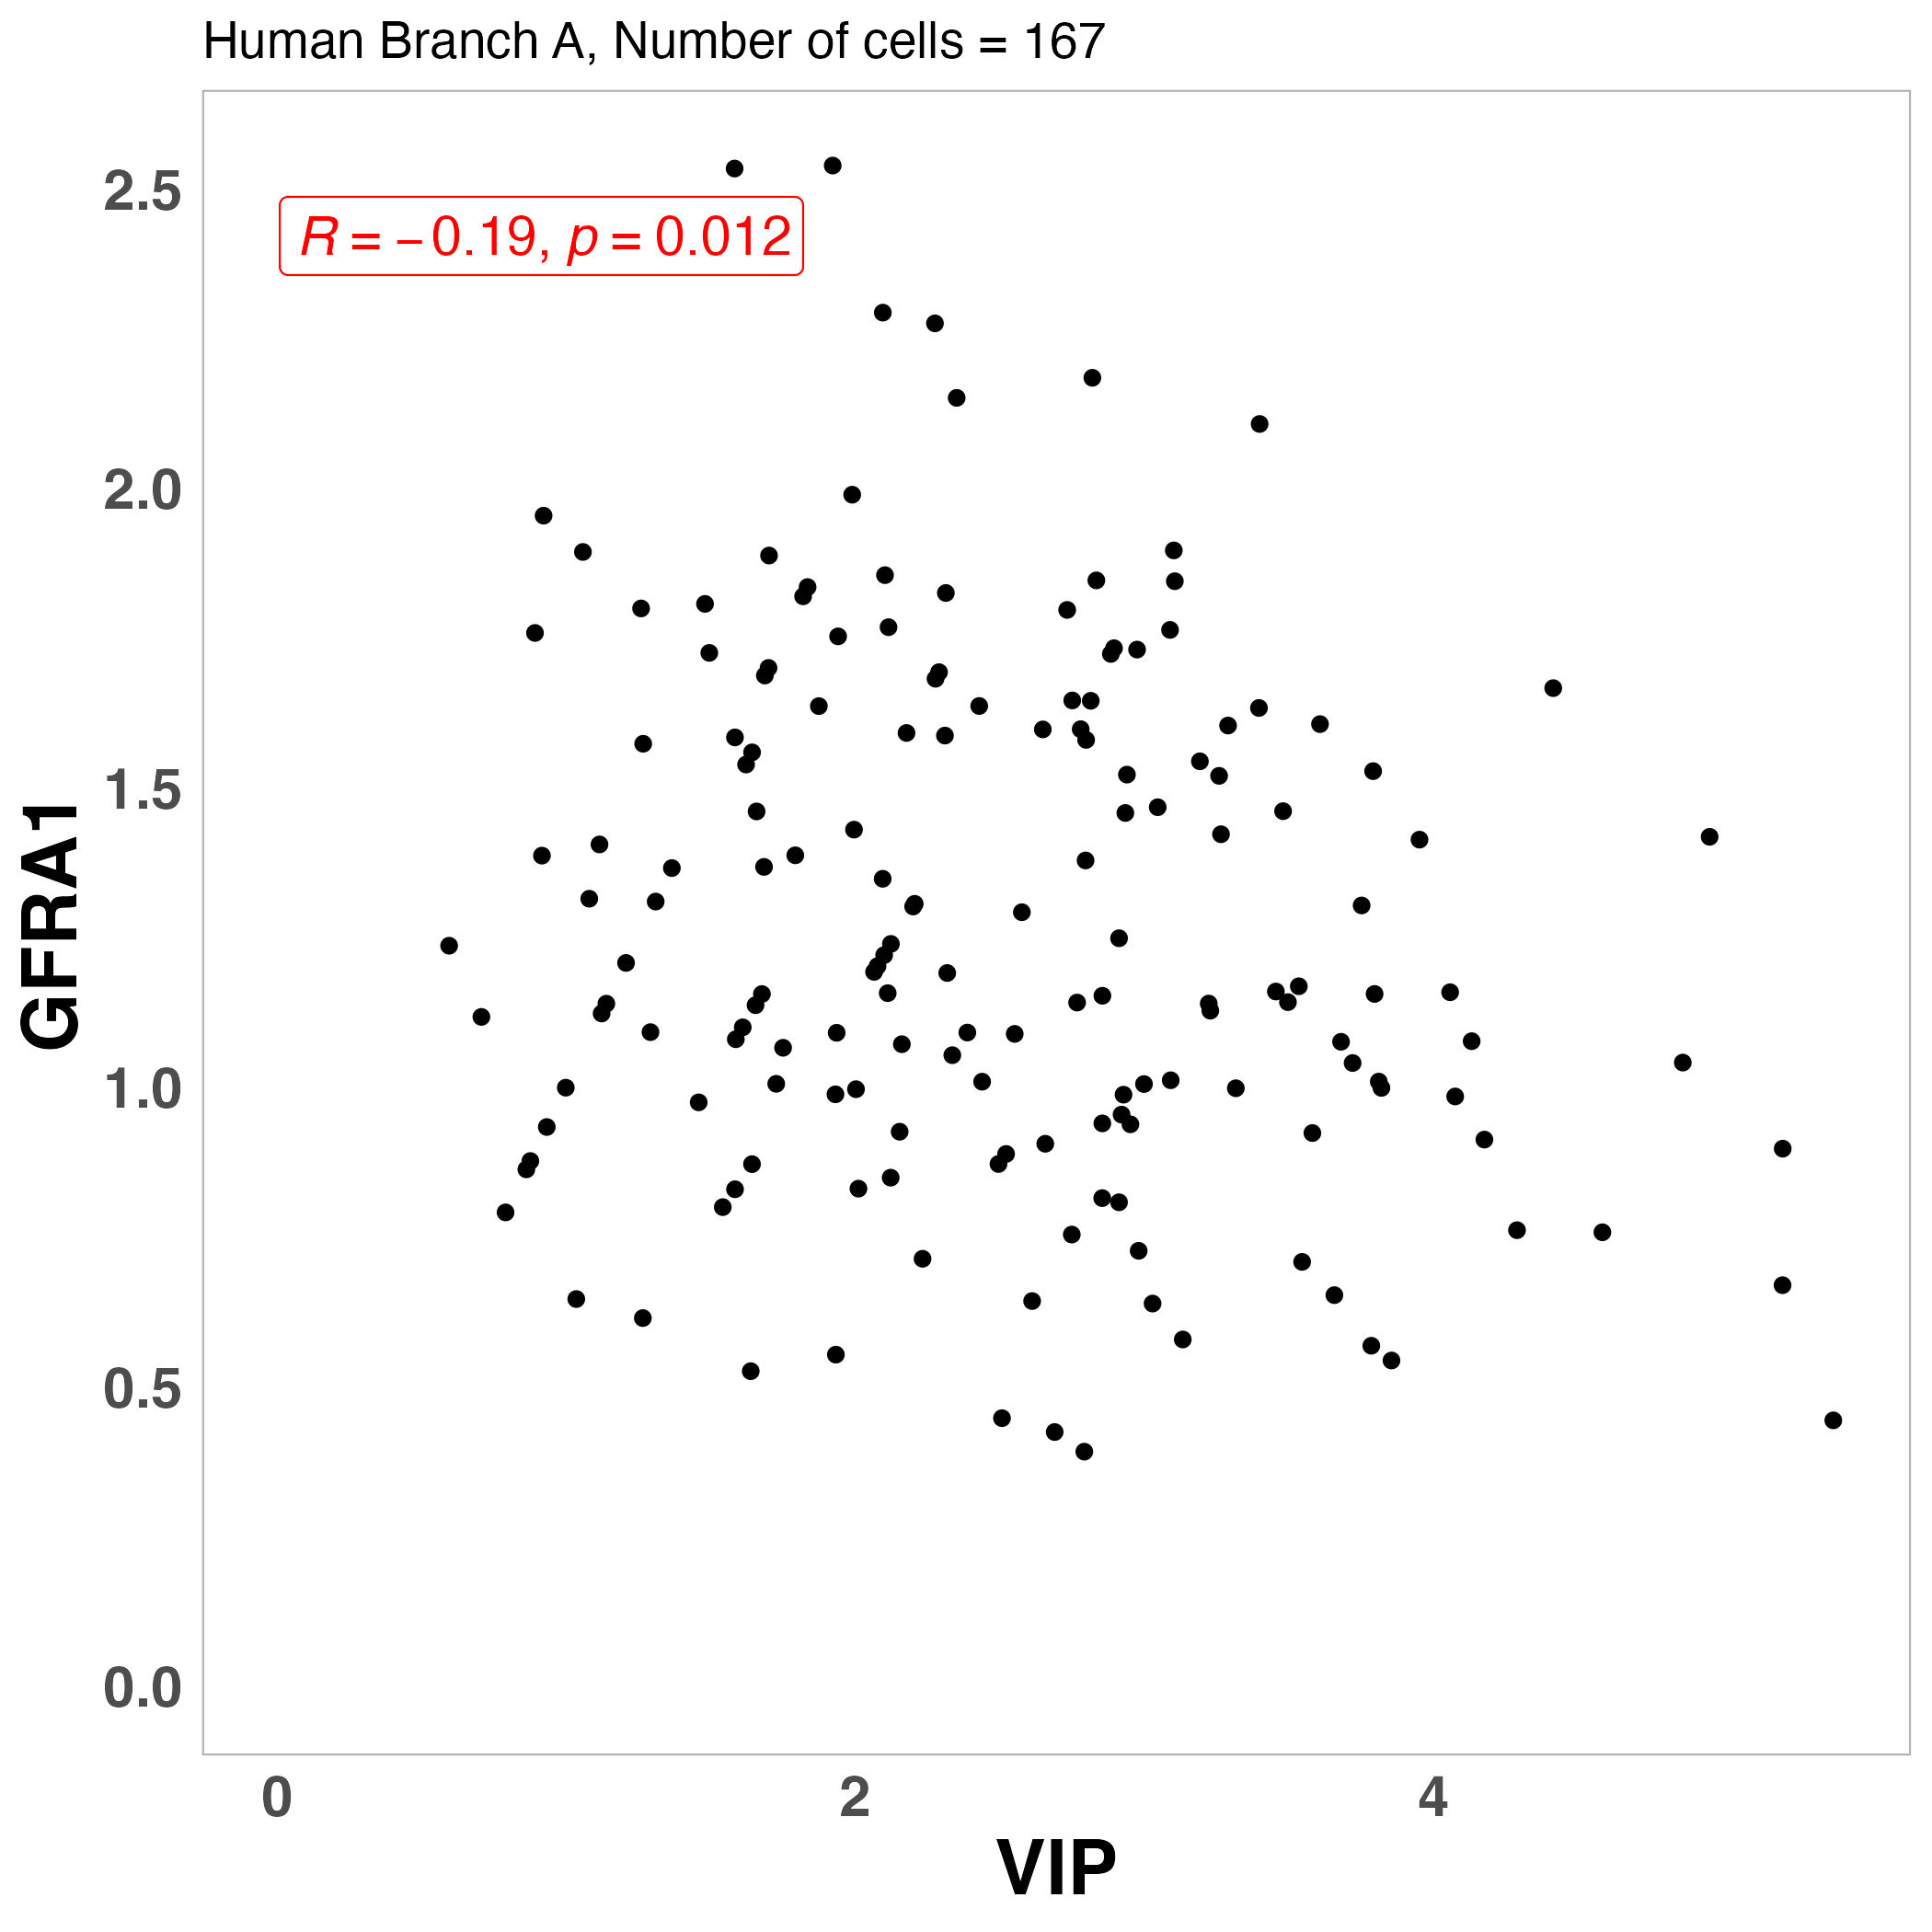 Human Branch A, Number of cells = 167
R = −0.19, p = 0.012
2.5
2.0
1.5
1.0
0.5
0.0
GFRA1
0 2 4
VIP